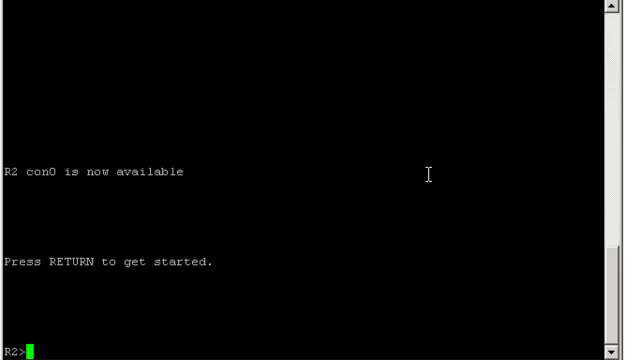 R2 con0 is now available
Press RETURN to get started.
R2>